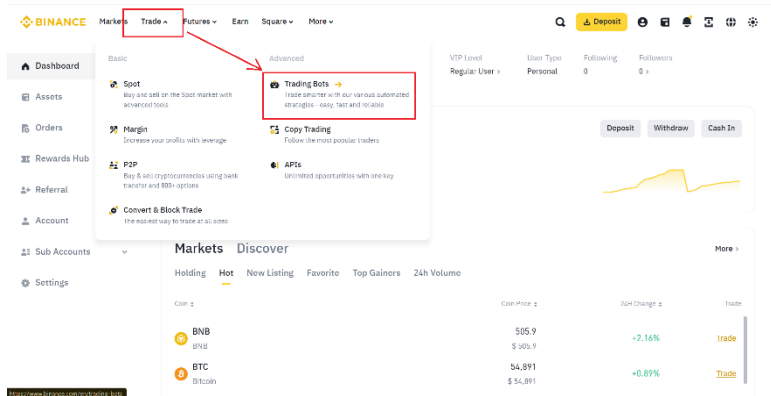 BINANCE Markets Trade Futures Earn Square More Deposit
Dashboard
Assets
Orders
Rewards Hub
Referral
Account
Sub Accounts
Settings
Basic
Spot
Buy and sell on the Spot market with
advanced tools
Margin
Increase your profits with leverage
P2P
Buy & sell cryptocurrencies using bank
transfer and 800+ options
Convert & Block Trade
The easiest way to trade at all sizes
Advanced
Trading Bots →
Trade smarter with our various automated
strategies - easy, fast and reliable
Copy Trading
Follow the most popular traders
APIs
Unlimited opportunities with one key
VIP Level User Type Following Followers
Regular User > Personal 0 0 >
Deposit Withdraw Cash In
Markets Discover More >
Holding Hot New Listing Favorite Top Gainers 24h Volume
Coin Coin Price 24H Change Trade
BNB 505.9
BNB $ 505.9 +2.16% Trade
BTC 54,891
Bitcoin $ 54,891 +0.89% Trade
https://www.binance.com/en/trading-bots